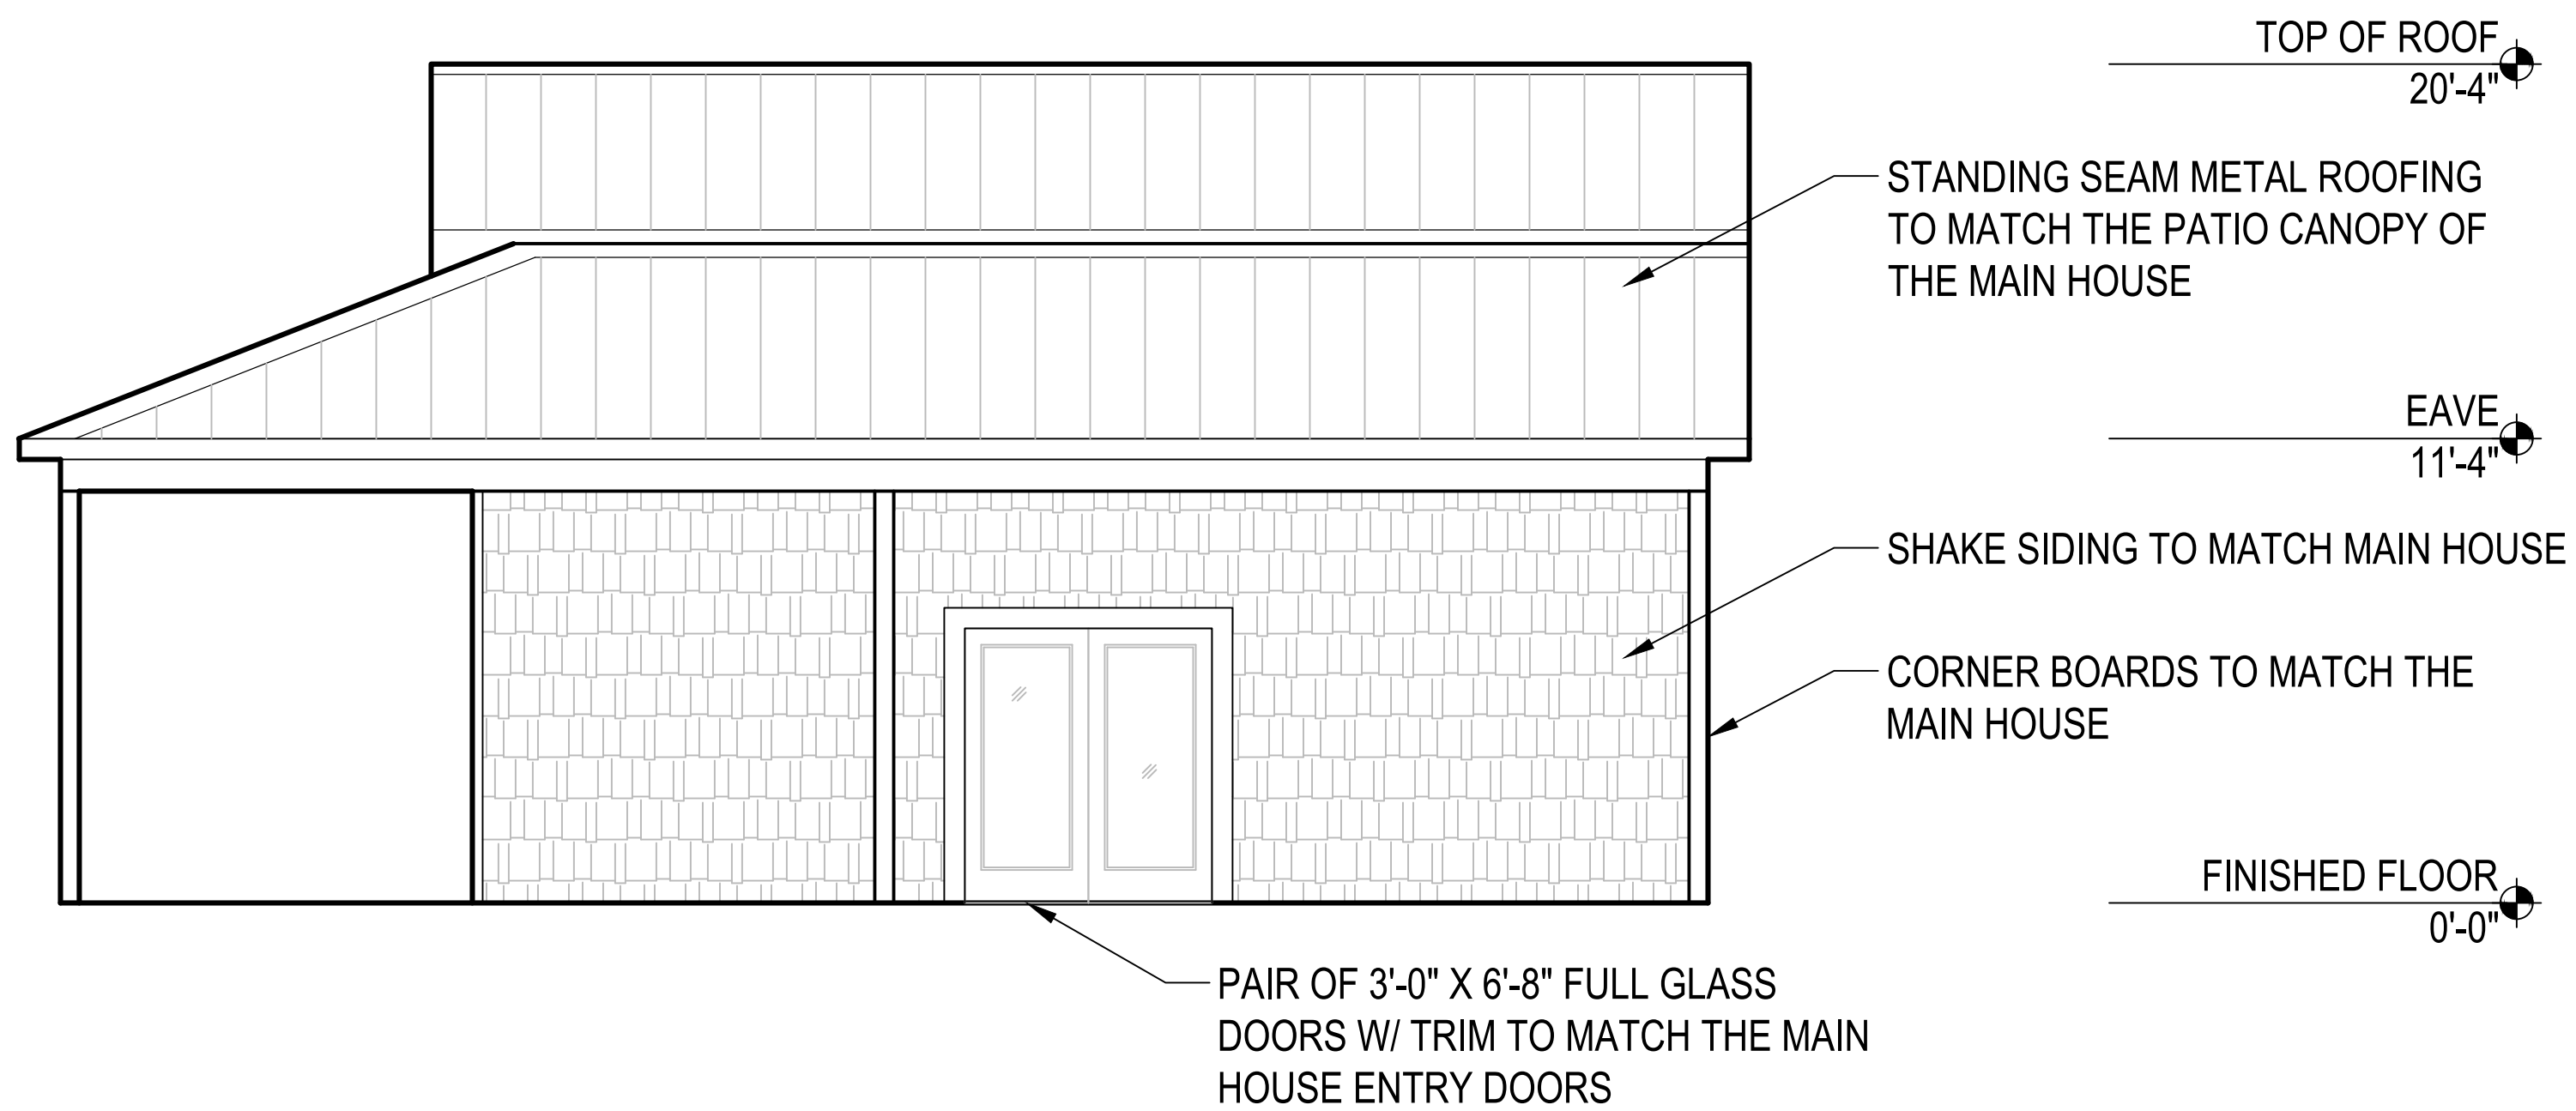 TOP OF ROOF
20'-4"
STANDING SEAM METAL ROOFING
TO MATCH THE PATIO CANOPY OF
THE MAIN HOUSE
EAVE
11'-4"
SHAKE SIDING TO MATCH MAIN HOUSE
CORNER BOARDS TO MATCH THE
MAIN HOUSE
FINISHED FLOOR
0'-0"
PAIR OF 3'-0" X 6'-8" FULL GLASS
DOORS W/ TRIM TO MATCH THE MAIN
HOUSE ENTRY DOORS